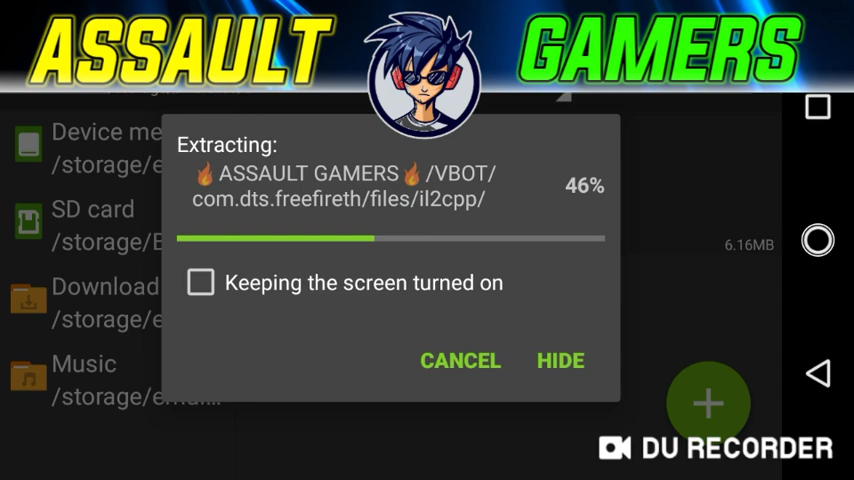 ASSAULT GAMERS
Extracting:
🔥ASSAULT GAMERS🔥/VBOT/
com.dts.freefireth/files/il2cpp/
46%
Keeping the screen turned on
CANCEL HIDE
Device me
/storage/e
SD card
/storage/E
6.16MB
Download
/storage/e
Music
/storage/emul...
DU RECORDER